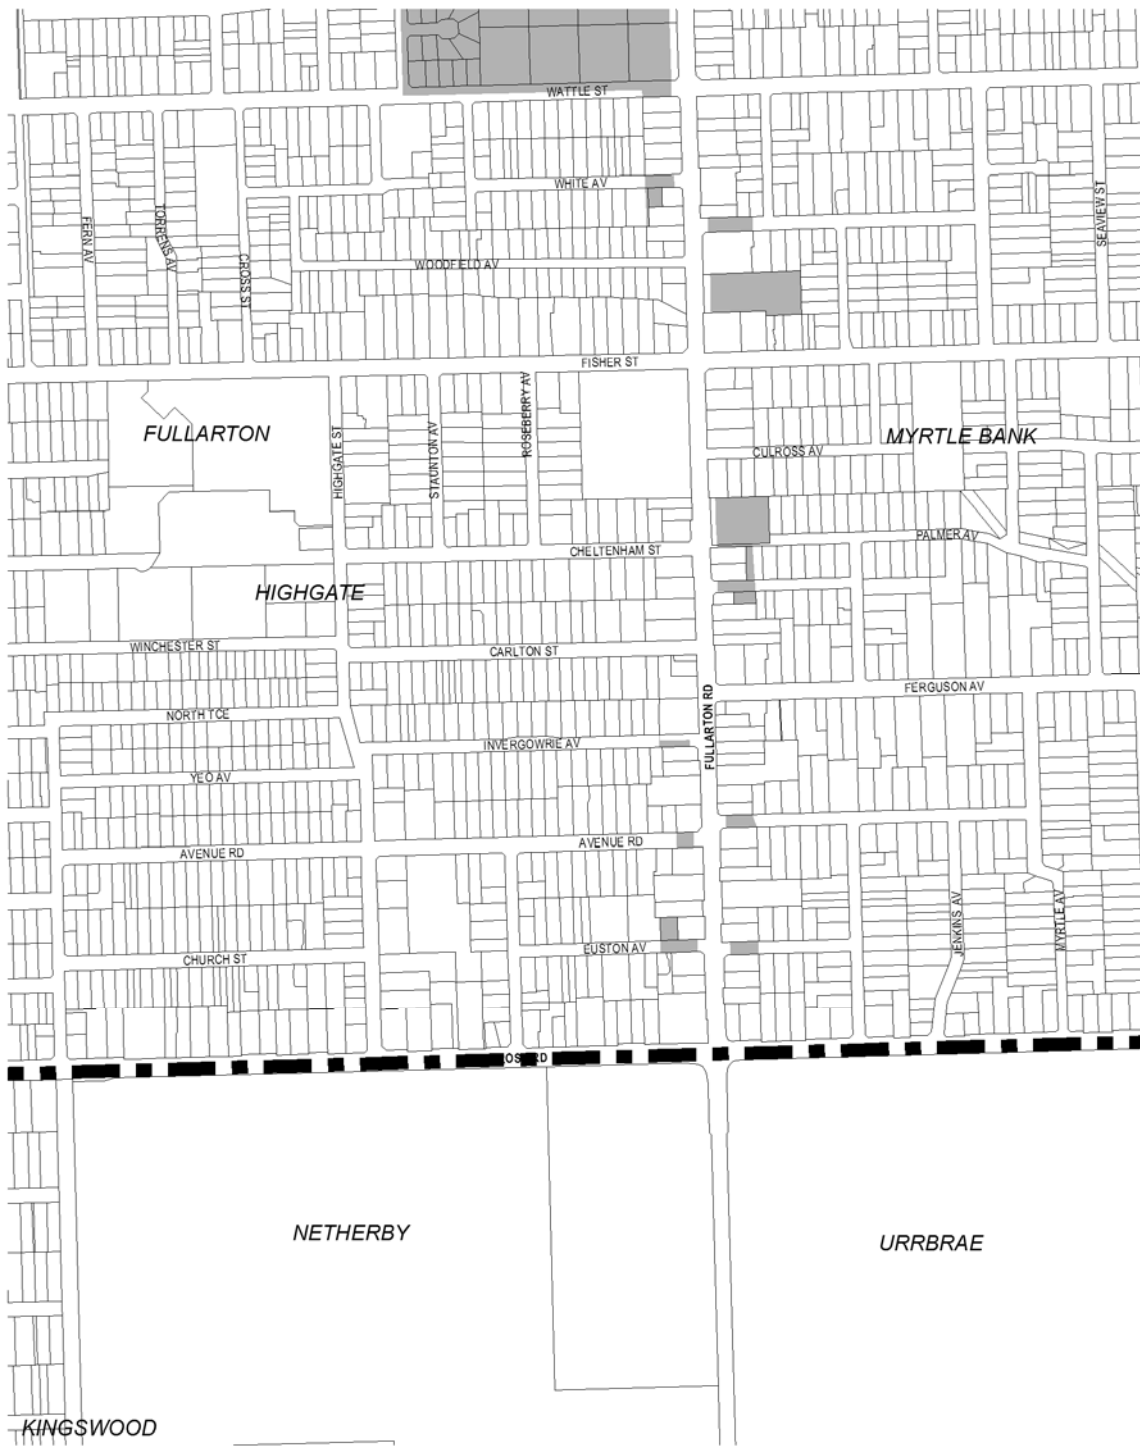 WATTLE ST
WHITE AV
TORRENS AV
FERN AV
SEAVIEW ST
CROSS ST
WOODFIELD AV
FISHER ST
FULLARTON
HIGHGATE ST
STAUNTON AV
ROSEBERRY AV
CULROSS AV
MYRTLE BANK
PALMER AV
CHELTENHAM ST
HIGHGATE
WINCHESTER ST
CARLTON ST
FERGUSON AV
NORTH TCE
FULLARTON RD
INVERGOWRIE AV
YEO AV
AVENUE RD
AVENUE RD
JENKINS AV
MYRTLE AV
EUSTON AV
CHURCH ST
OSS RD
NETHERBY
URRBRAE
KINGSWOOD